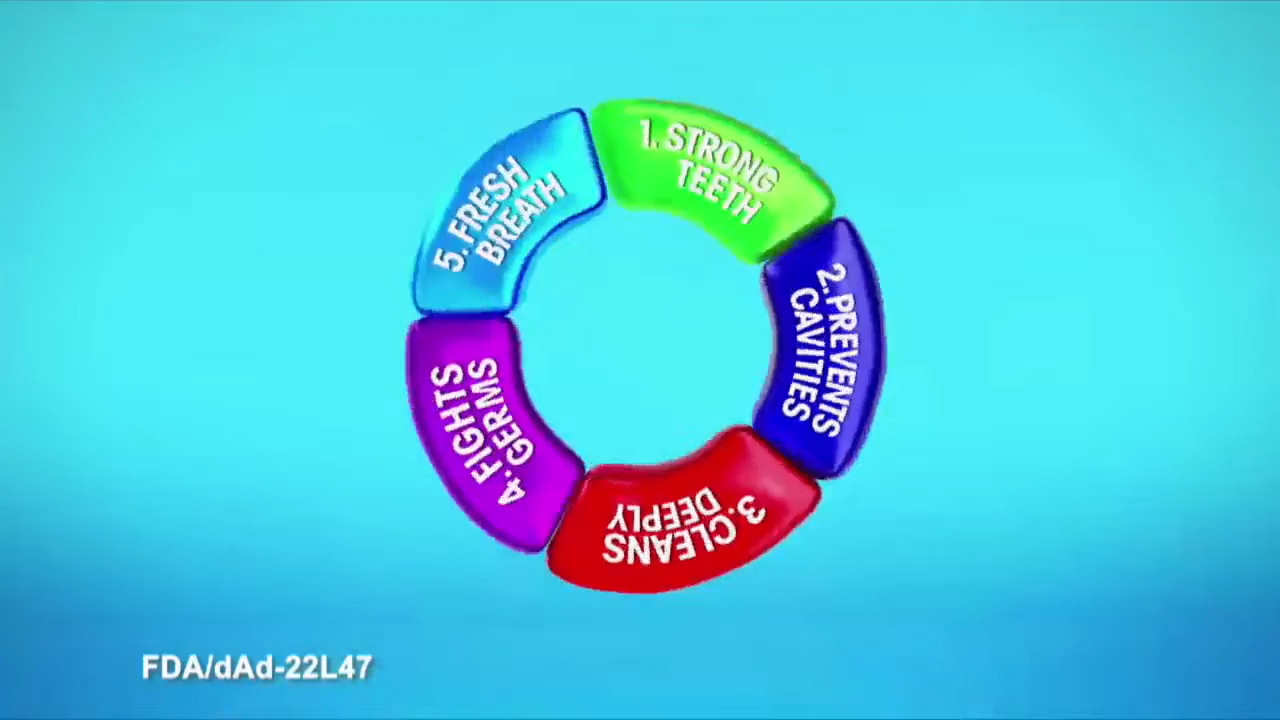 1. STRONG
TEETH
2. PREVENTS
CAVITIES
3. CLEANS
DEEPLY
4. FIGHTS
GERMS
5. FRESH
BREATH
FDA/dAd-22L47